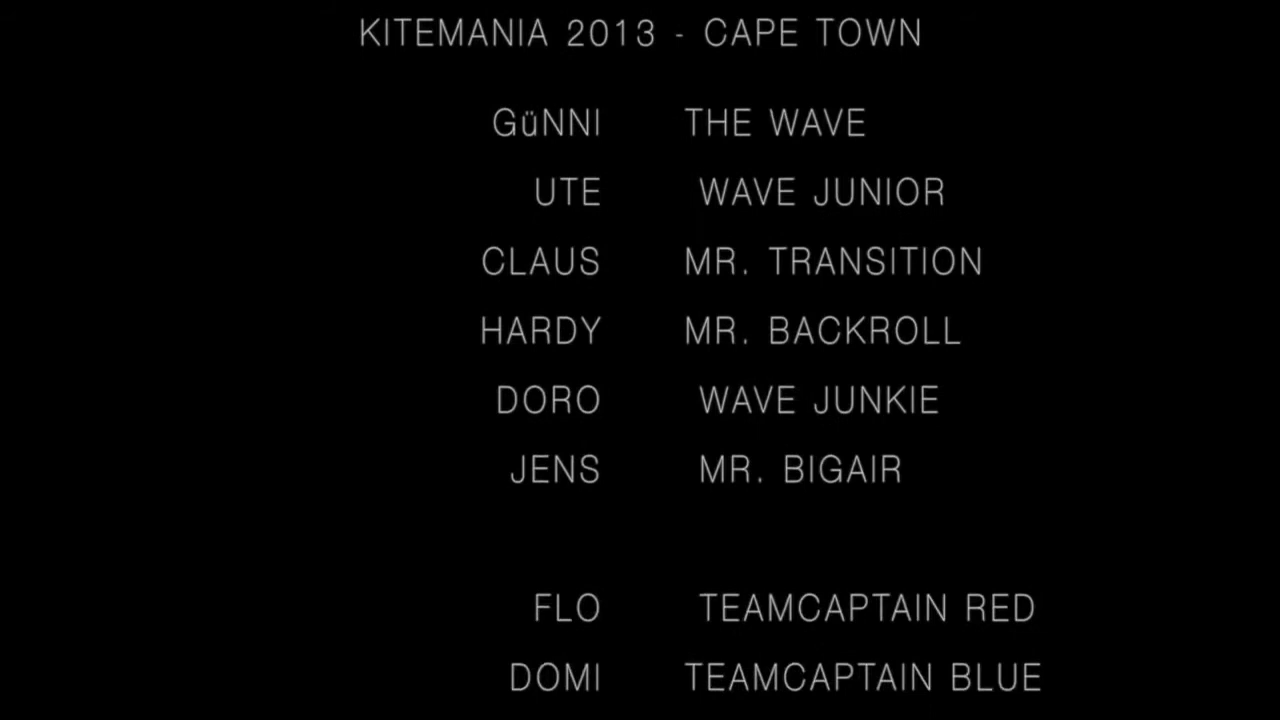 KITEMANIA 2013 - CAPE TOWN
GüNNI THE WAVE
UTE WAVE JUNIOR
CLAUS MR. TRANSITION
HARDY MR. BACKROLL
DORO WAVE JUNKIE
JENS MR. BIGAIR
FLO TEAMCAPTAIN RED
DOMI TEAMCAPTAIN BLUE